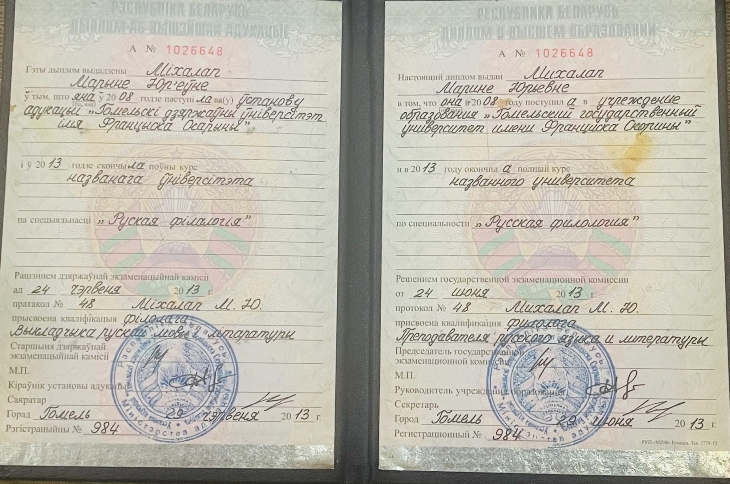 РЭСПУБЛІКА БЕЛАРУСЬ
ДЫПЛОМ АБ ВЫШЭЙШАЙ АДУКАЦЫІ
А № 1026648
Гэты дыплом выдадзены Міхалап
Марыне Юр'еўне
ў тым, што яна ў 2008 годзе паступіла ва(у) ўстанову
адукацыі „Гомельскі дзяржаўны ўніверсітэт
імя Францыска Скарыны"
і ў 2013 годзе скончыла поўны курс
названага ўніверсітэта
па спецыяльнасці „Руская філалогія"
Рашэннем дзяржаўнай экзаменацыйнай камісіі
ад 24 чэрвеня 2013 г.
пратакол № 48 Міхалап М. Ю.
прысвоена кваліфікацыя філолага.
Выкладчыка рускай мовы і літаратуры
Старшыня дзяржаўнай
экзаменацыйнай камісіі
М.П.
Кіраўнік установы адукацыі
Сакратар
Горад Гомель 29 чэрвеня 2013 г.
Рэгістрацыйны № 984
РЕСПУБЛИКА БЕЛАРУСЬ
ДИПЛОМ О ВЫСШЕМ ОБРАЗОВАНИИ
А № 1026648
Настоящий диплом выдан Михалап
Марине Юрьевне
в том, что она в 2008 году поступила в учреждение
образования „Гомельский государственный
университет имени Франциска Скорины"
и в 2013 году окончила полный курс
названного университета
по специальности „Русская филология"
Решением государственной экзаменационной комиссии
от 24 июня 2013 г.
протокол № 48 Михалап М. Ю.
присвоена квалификация филолога.
Преподавателя русского языка и литературы
Председатель государственной
экзаменационной комиссии
М.П.
Руководитель учреждения образования
Секретарь
Город Гомель 29 июня 2013 г.
Регистрационный № 984